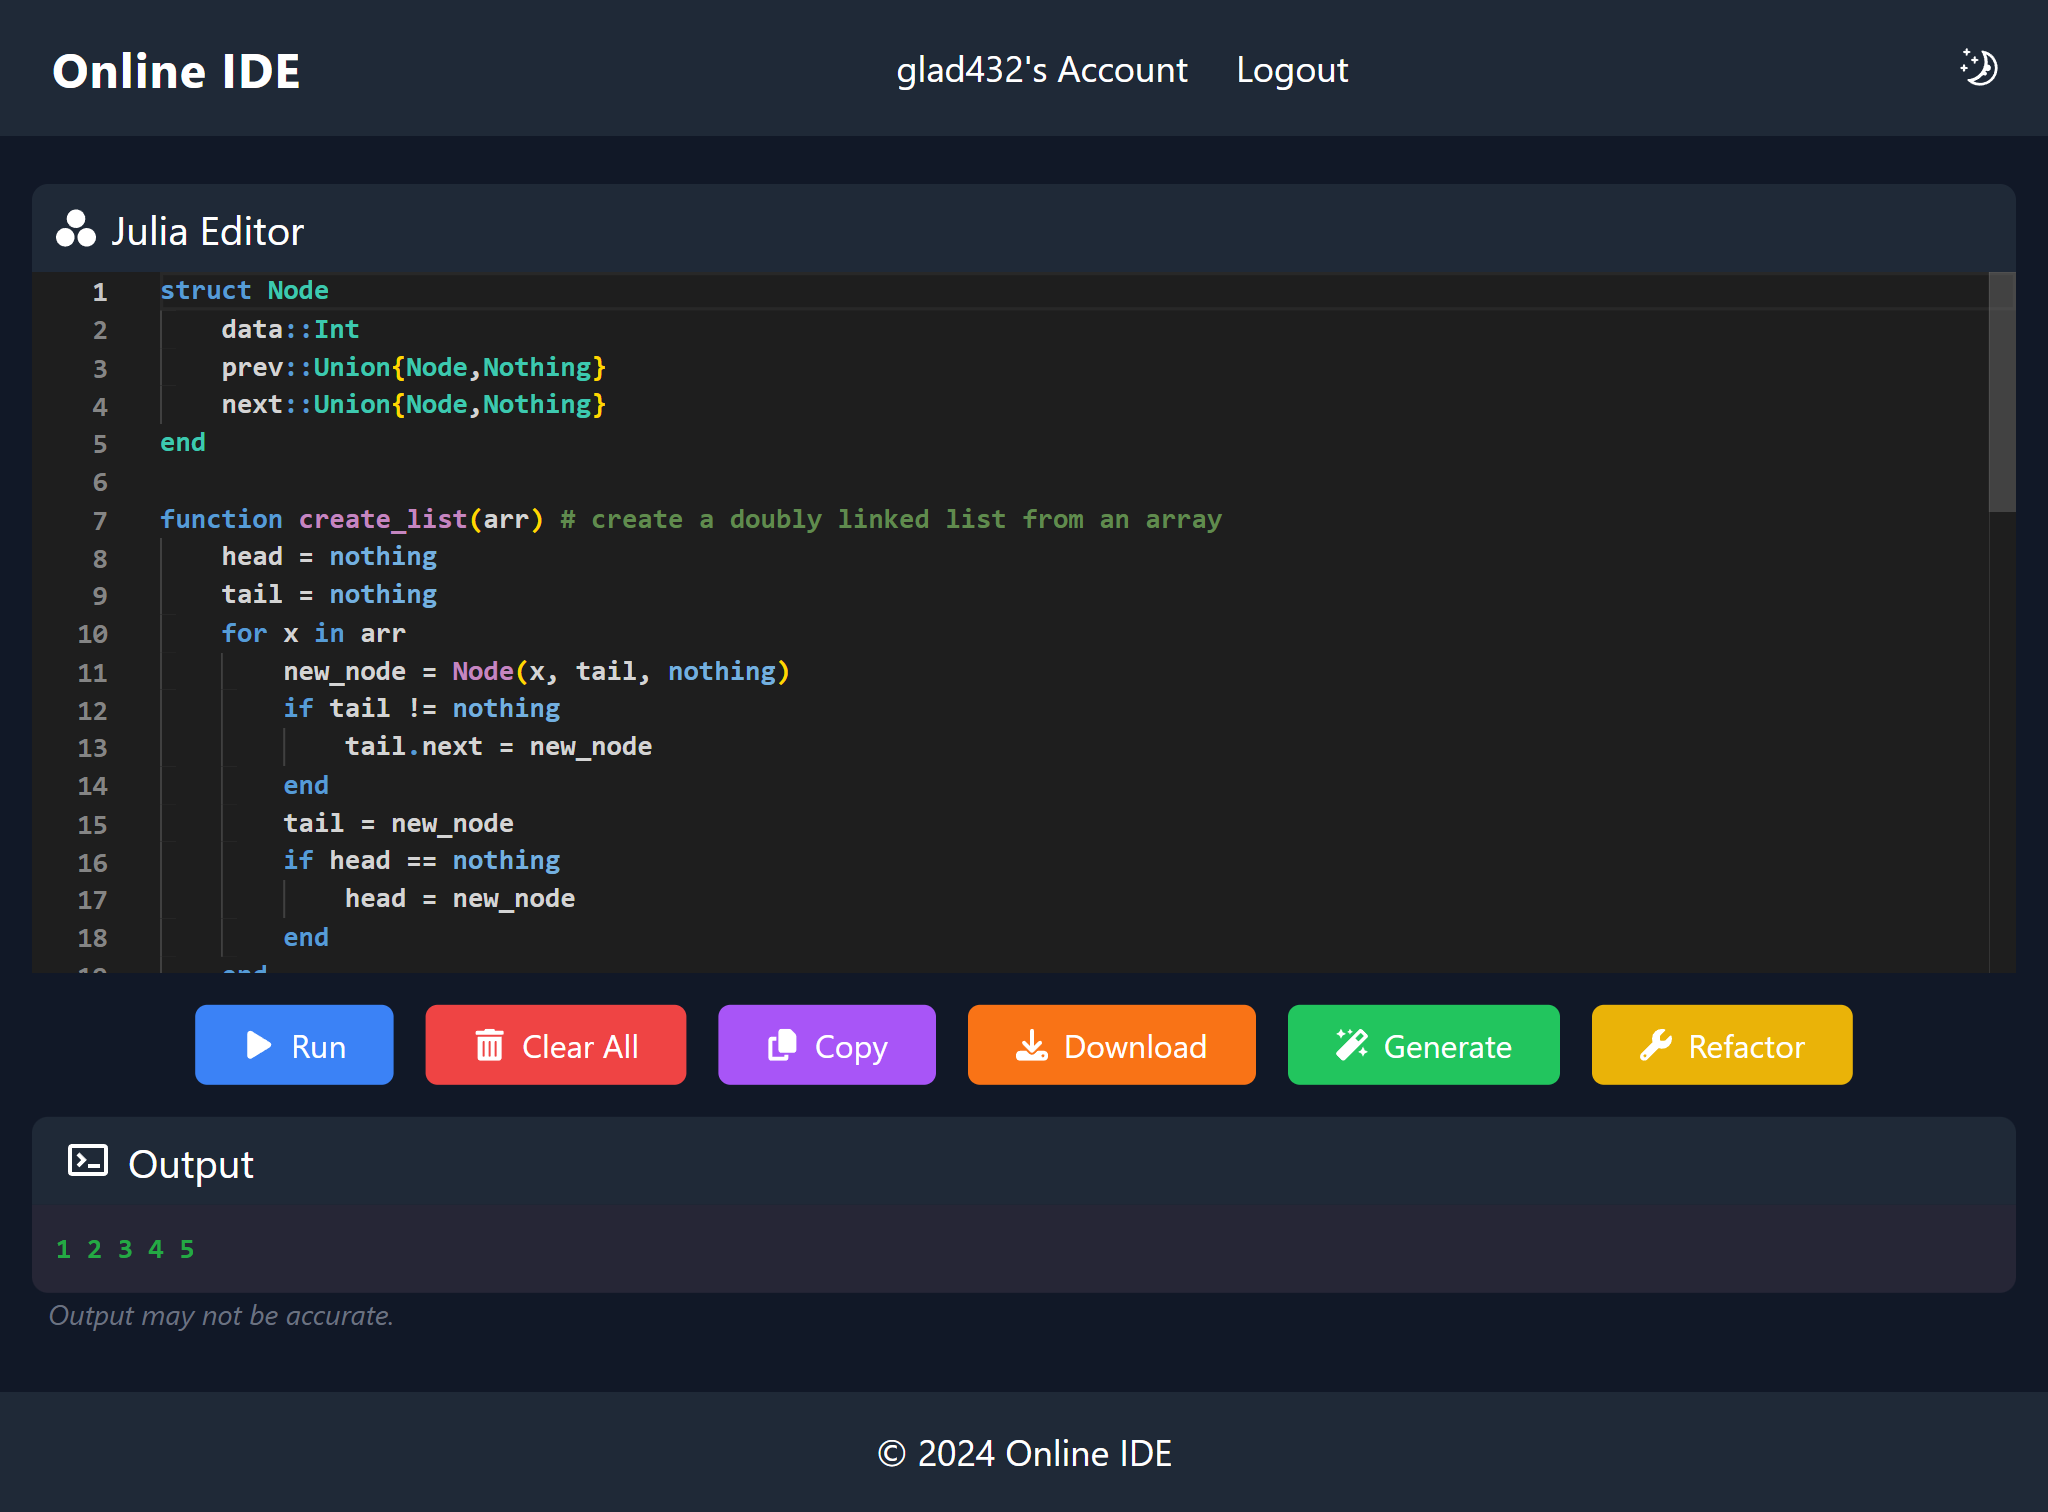 Online IDE
glad432's Account Logout
Julia Editor
1 struct Node
2     data::Int
3     prev::Union{Node,Nothing}
4     next::Union{Node,Nothing}
5 end
6
7 function create_list(arr) # create a doubly linked list from an array
8     head = nothing
9     tail = nothing
10     for x in arr
11         new_node = Node(x, tail, nothing)
12         if tail != nothing
13             tail.next = new_node
14         end
15         tail = new_node
16         if head == nothing
17             head = new_node
18         end
19     end
Run Clear All Copy Download Generate Refactor
Output
1 2 3 4 5
Output may not be accurate.
© 2024 Online IDE